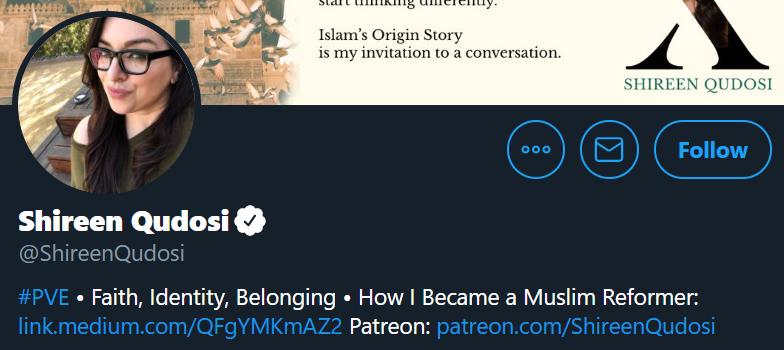 start thinking differently.
Islam's Origin Story
is my invitation to a conversation.
SHIREEN QUDOSI
Follow
Shireen Qudosi
@ShireenQudosi
#PVE • Faith, Identity, Belonging • How I Became a Muslim Reformer:
link.medium.com/QFgYMKmAZ2 Patreon: patreon.com/ShireenQudosi